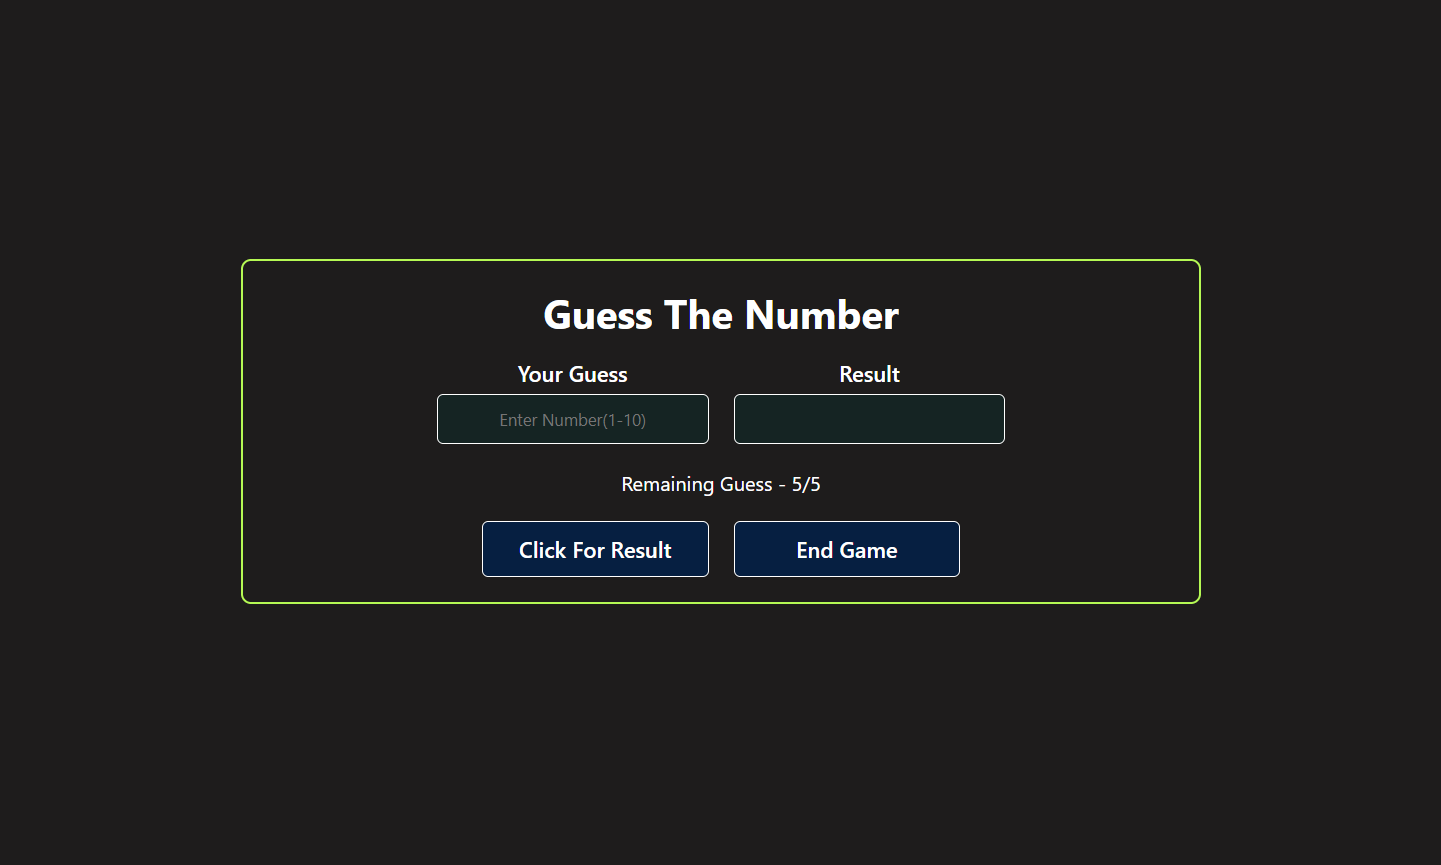 Guess The Number
Your Guess
Result
Enter Number(1-10)
Remaining Guess - 5/5
Click For Result
End Game